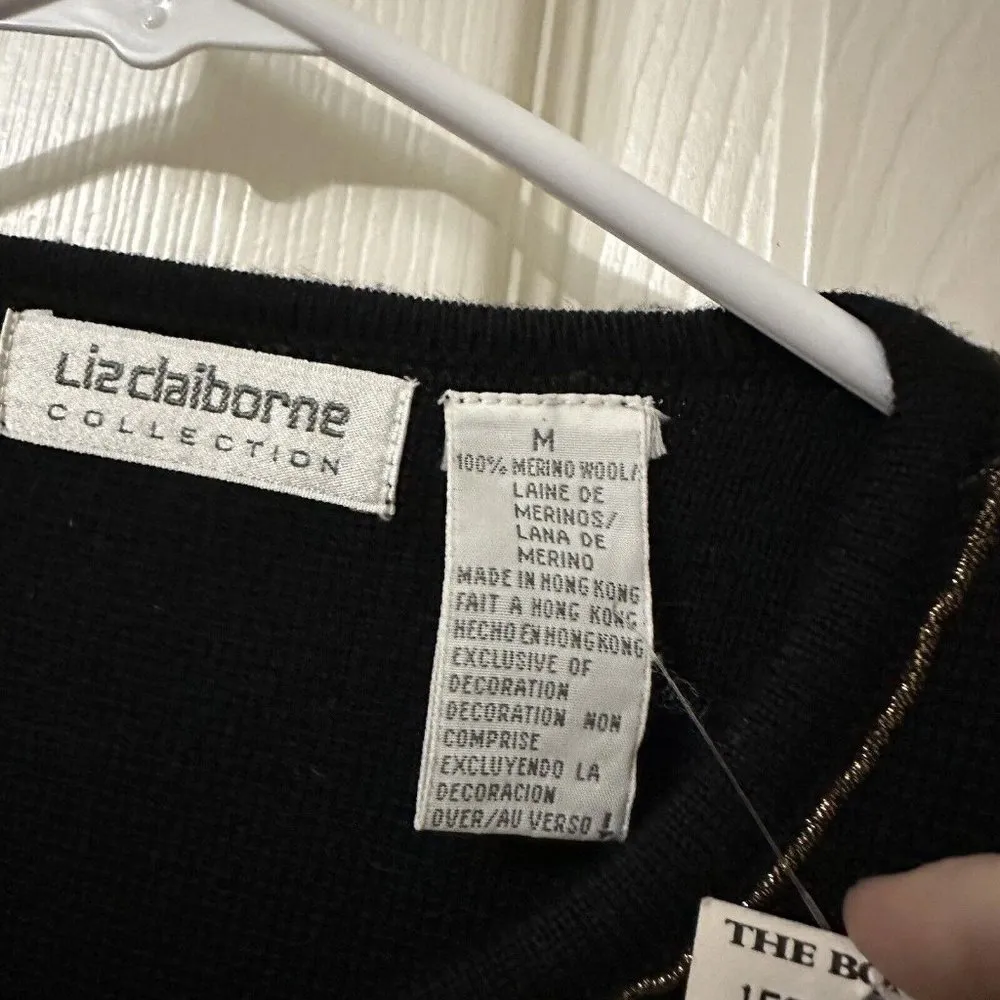 Liz claiborne
COLLECTION
M
100% MERINO WOOL/
LAINE DE
MERINOS/
LANA DE
MERINO
MADE IN HONG KONG
FAIT A HONG KONG
HECHO EN HONG KONG
EXCLUSIVE OF
DECORATION
DECORATION NON
COMPRISE
EXCLUYENDO LA
DECORACION
OVER/AU VERSO
THE